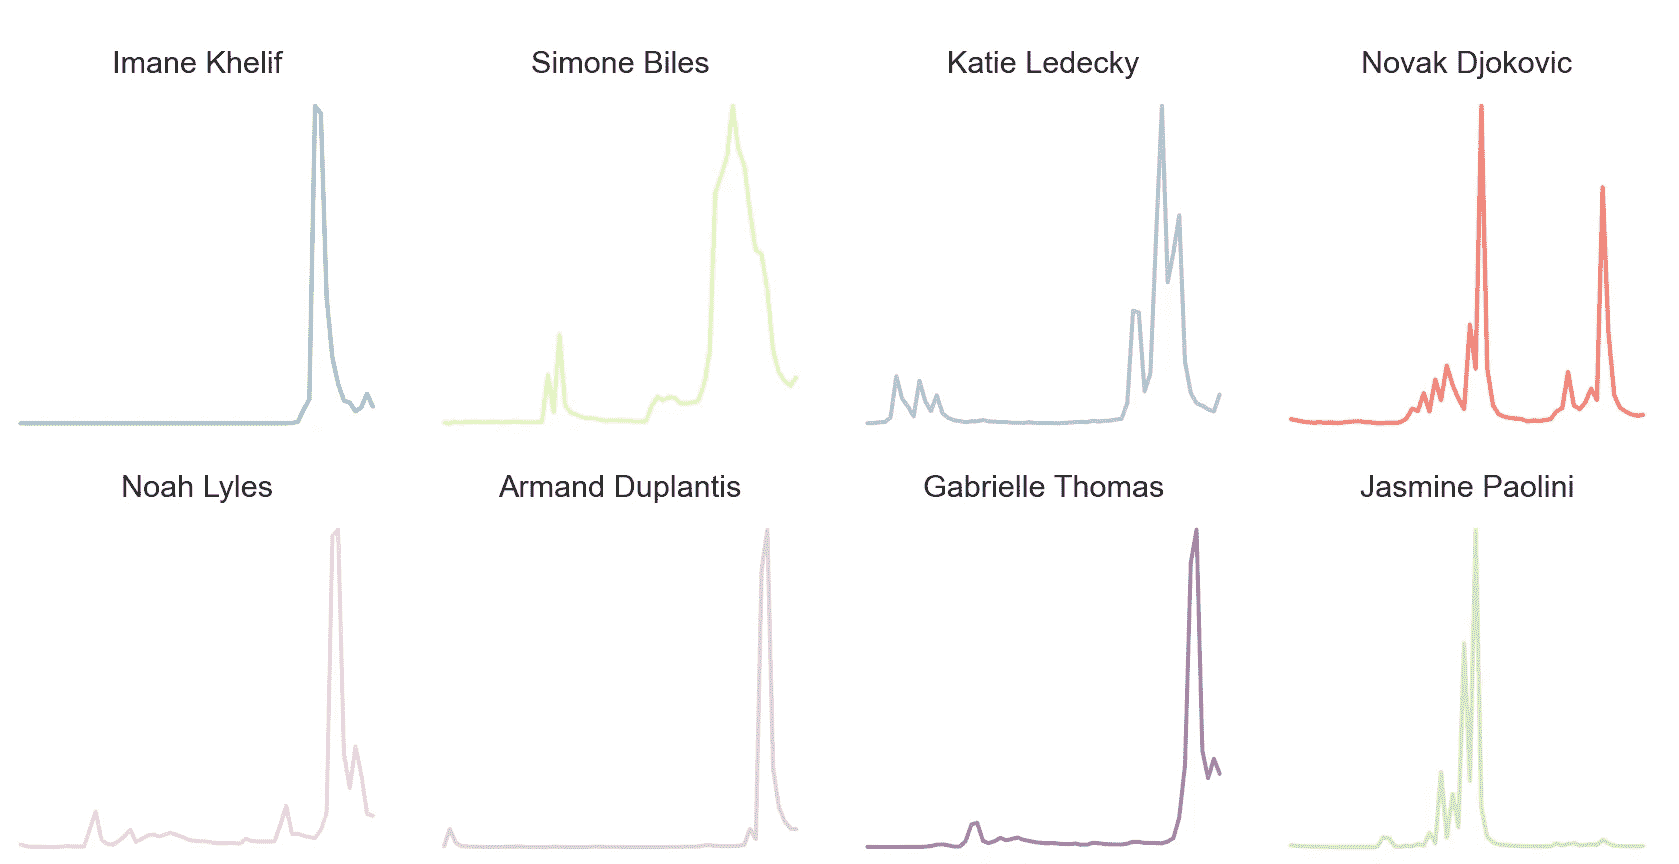 Imane Khelif
Simone Biles
Katie Ledecky
Novak Djokovic
Noah Lyles
Armand Duplantis
Gabrielle Thomas
Jasmine Paolini